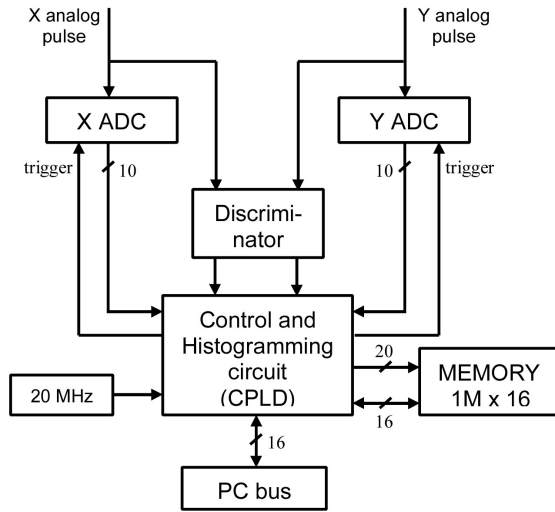 X analog
pulse
Y analog
pulse
X ADC
Y ADC
trigger
10
10
trigger
Discrimi-
nator
Control and
Histogramming
circuit
(CPLD)
20
MEMORY
1M x 16
20 MHz
16
16
PC bus